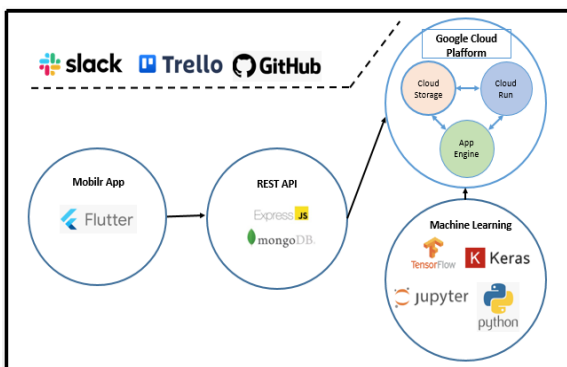 slack Trello GitHub
Google Cloud
Plafform
Cloud
Storage
Cloud
Run
App
Engine
Mobilr App
Flutter
REST API
Express JS
mongoDB.
Machine Learning
TensorFlow
K Keras
Jupyter
python